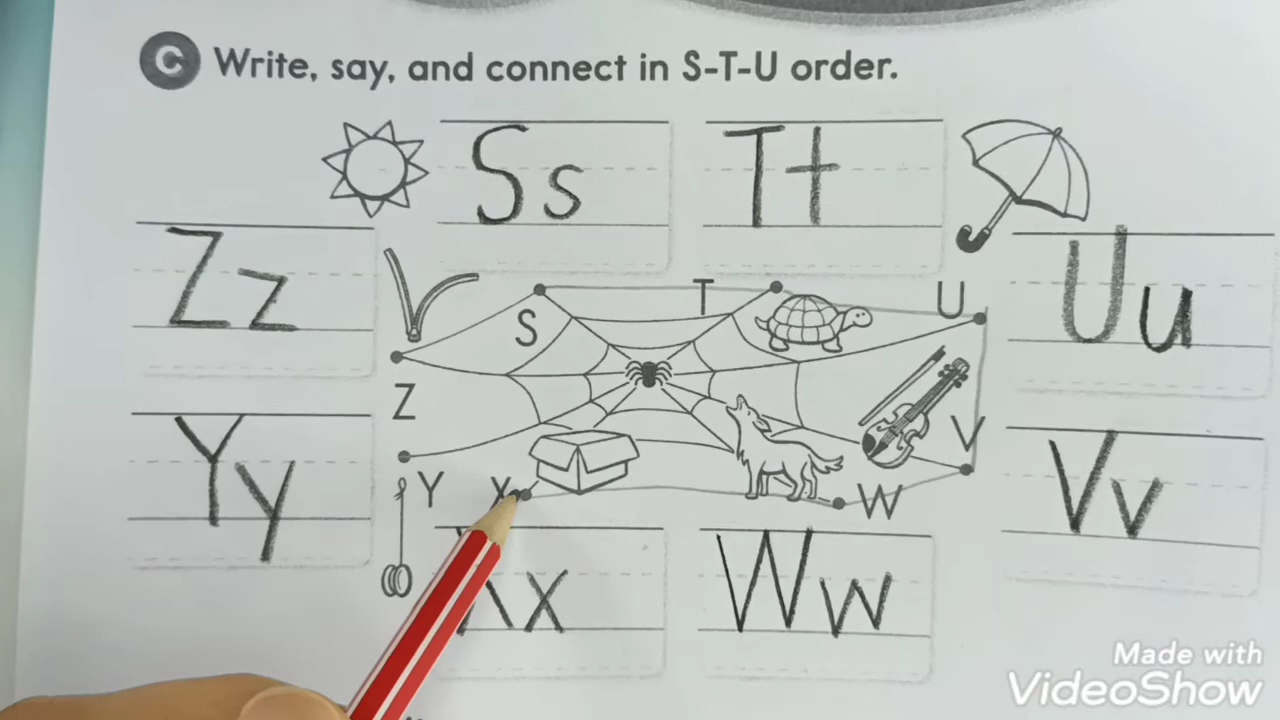 C Write, say, and connect in S-T-U order.
Ss Tt
Zz Uu
S T U
Z V
Y X W
Yy Vv
Xx Ww
Made with
VideoShow